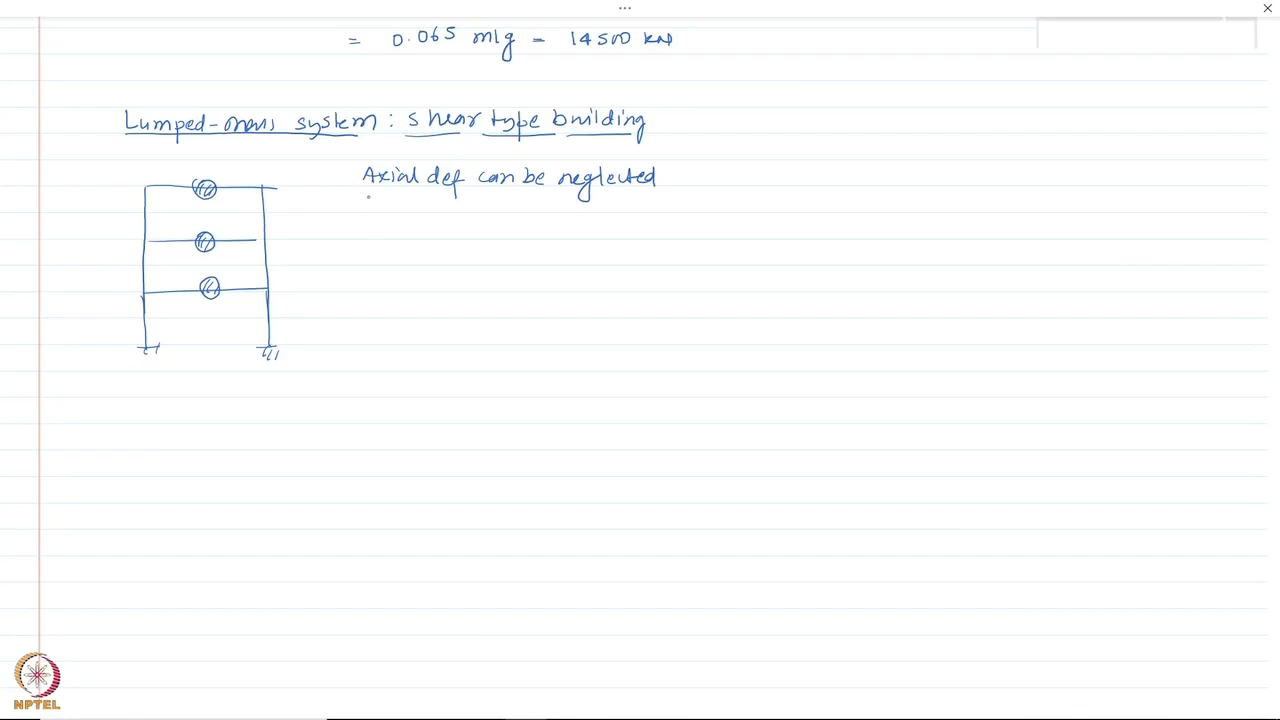 = 0.065 mlg = 14500 kN
Lumped-mass system : shear type building
Axial def can be neglected
NPTEL